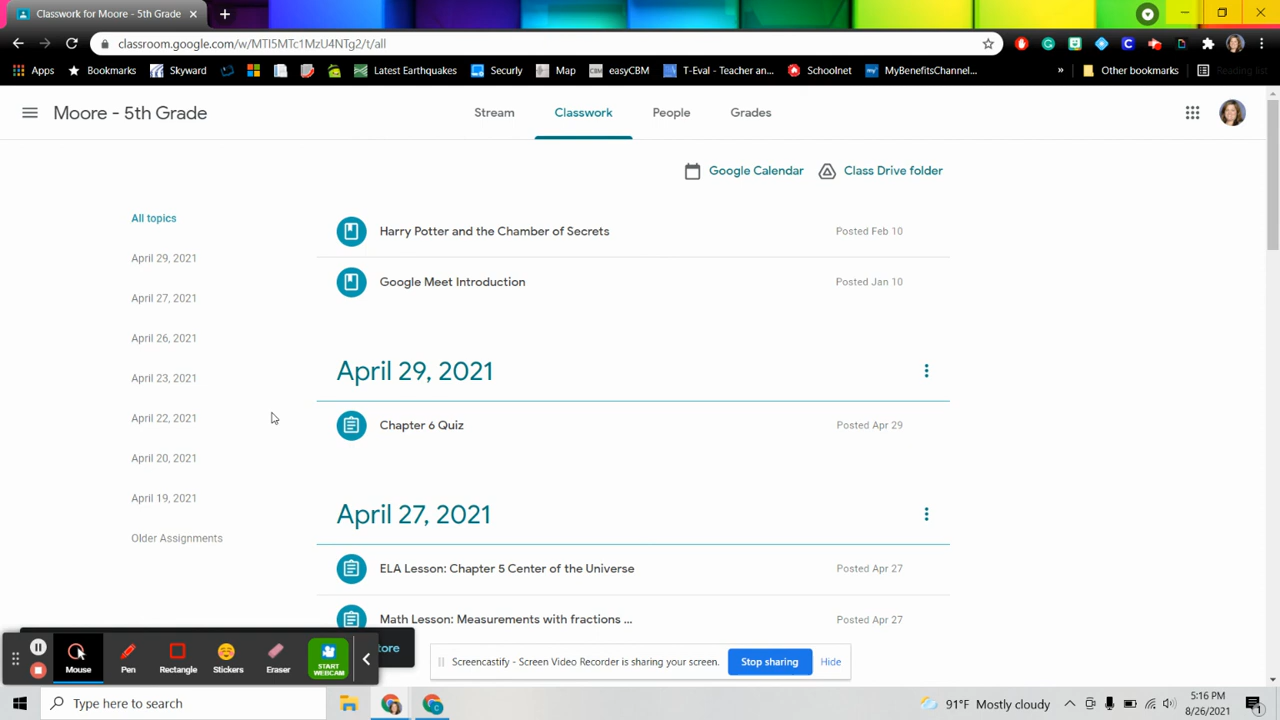 Classwork for Moore - 5th Grade
classroom.google.com/w/MTI5MTc1MzU4NTg2/t/all
Apps
Bookmarks
Skyward
Latest Earthquakes
Securly
Map
easyCBM
T-Eval - Teacher an...
Schoolnet
MyBenefitsChannel...
»
Other bookmarks
Reading list
Moore - 5th Grade
Stream
Classwork
People
Grades
Google Calendar
Class Drive folder
All topics
April 29, 2021
April 27, 2021
April 26, 2021
April 23, 2021
April 22, 2021
April 20, 2021
April 19, 2021
Older Assignments
Harry Potter and the Chamber of Secrets
Posted Feb 10
Google Meet Introduction
Posted Jan 10
April 29, 2021
Chapter 6 Quiz
Posted Apr 29
April 27, 2021
ELA Lesson: Chapter 5 Center of the Universe
Posted Apr 27
Math Lesson: Measurements with fractions ...
Posted Apr 27
Mouse
Pen
Rectangle
Stickers
Eraser
START
WEBCAM
Screencastify - Screen Video Recorder is sharing your screen.
Stop sharing
Hide
Type here to search
91°F Mostly cloudy
5:16 PM
8/26/2021